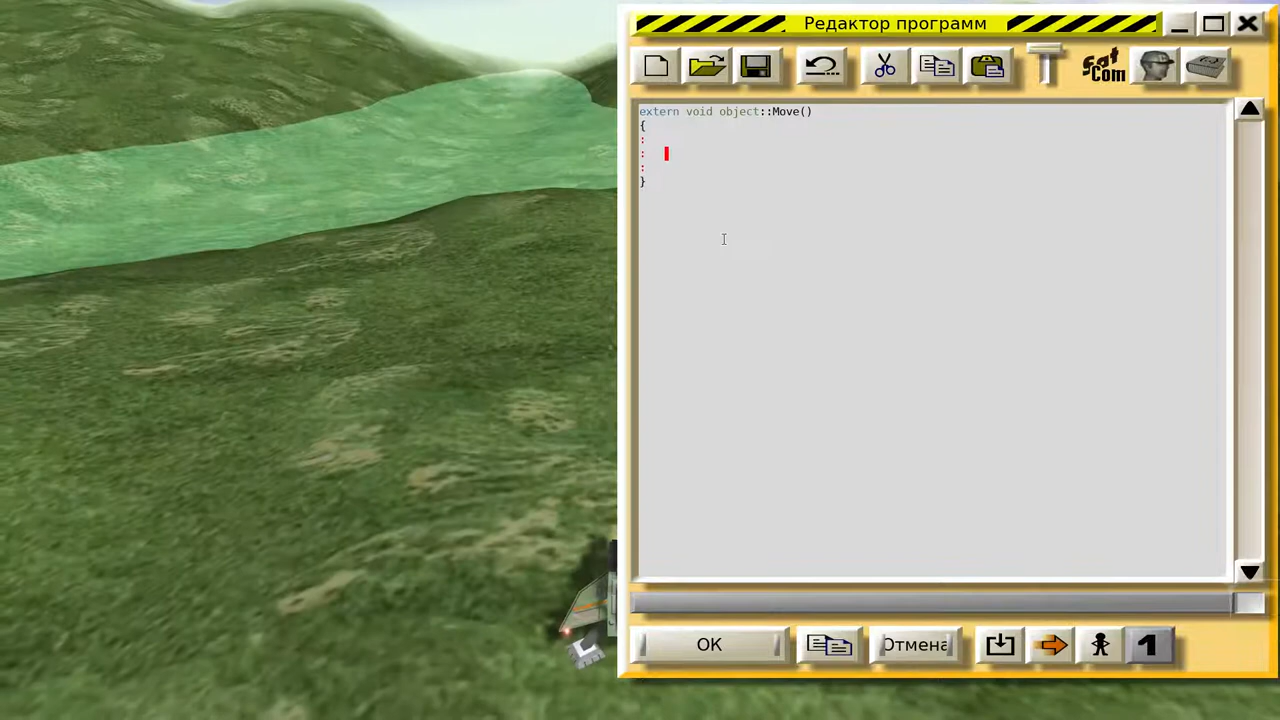 Редактор программ
Sat
Com
extern void object::Move()
{
:
:
:
}
OK
Отмена
1